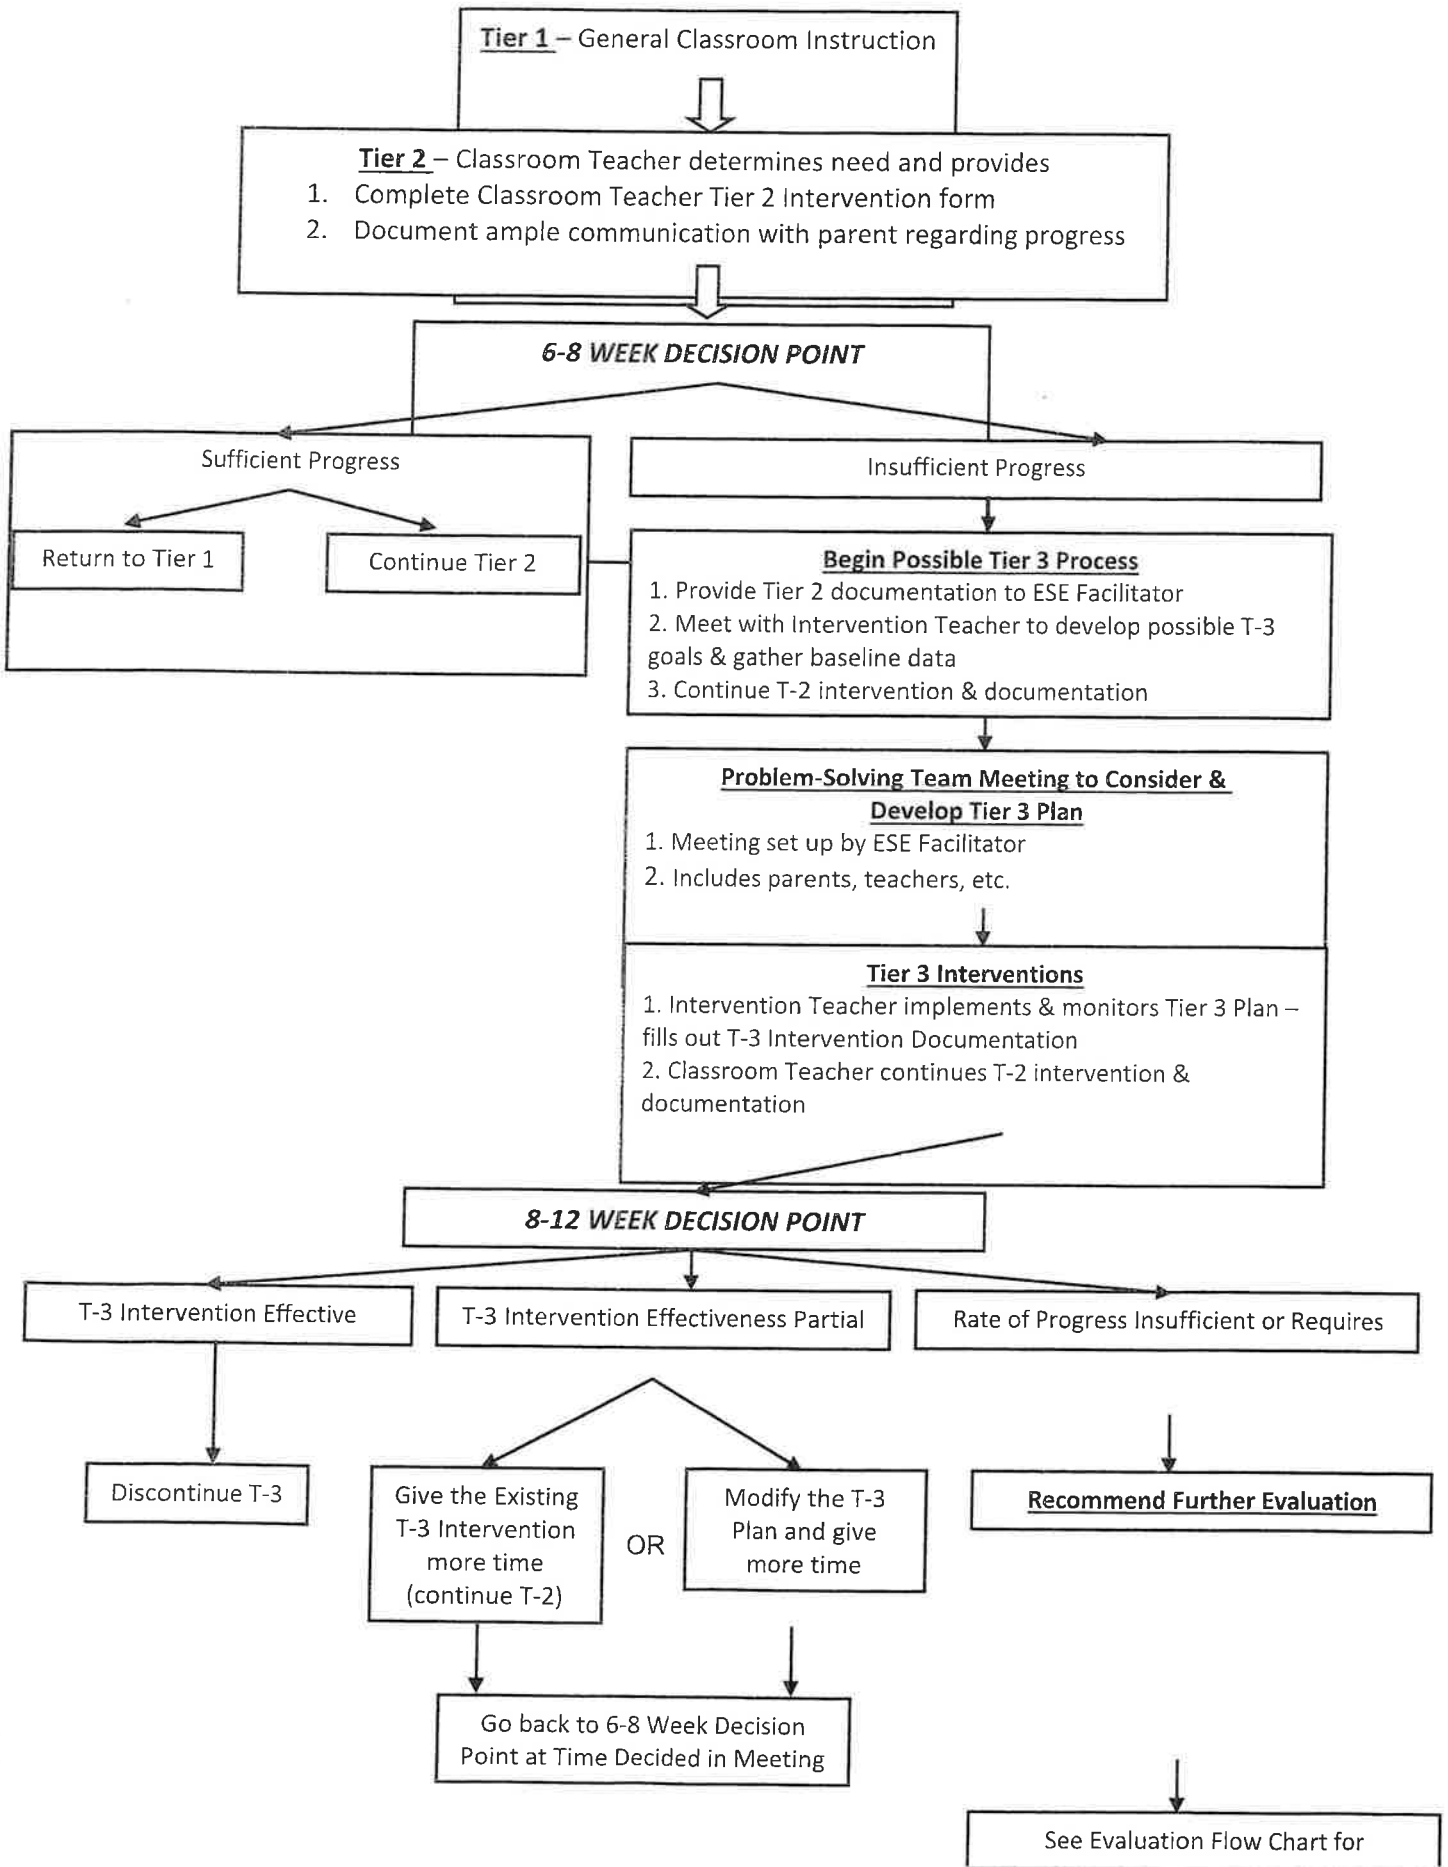 Tier 1 – General Classroom Instruction
Tier 2 – Classroom Teacher determines need and provides
1. Complete Classroom Teacher Tier 2 Intervention form
2. Document ample communication with parent regarding progress
6-8 WEEK DECISION POINT
Sufficient Progress
Insufficient Progress
Return to Tier 1
Continue Tier 2
Begin Possible Tier 3 Process
1. Provide Tier 2 documentation to ESE Facilitator
2. Meet with Intervention Teacher to develop possible T-3
goals & gather baseline data
3. Continue T-2 intervention & documentation
Problem-Solving Team Meeting to Consider &
Develop Tier 3 Plan
1. Meeting set up by ESE Facilitator
2. Includes parents, teachers, etc.
Tier 3 Interventions
1. Intervention Teacher implements & monitors Tier 3 Plan –
fills out T-3 Intervention Documentation
2. Classroom Teacher continues T-2 intervention &
documentation
8-12 WEEK DECISION POINT
T-3 Intervention Effective
T-3 Intervention Effectiveness Partial
Rate of Progress Insufficient or Requires
Discontinue T-3
Give the Existing
T-3 Intervention
more time
(continue T-2)
OR
Modify the T-3
Plan and give
more time
Recommend Further Evaluation
Go back to 6-8 Week Decision
Point at Time Decided in Meeting
See Evaluation Flow Chart for